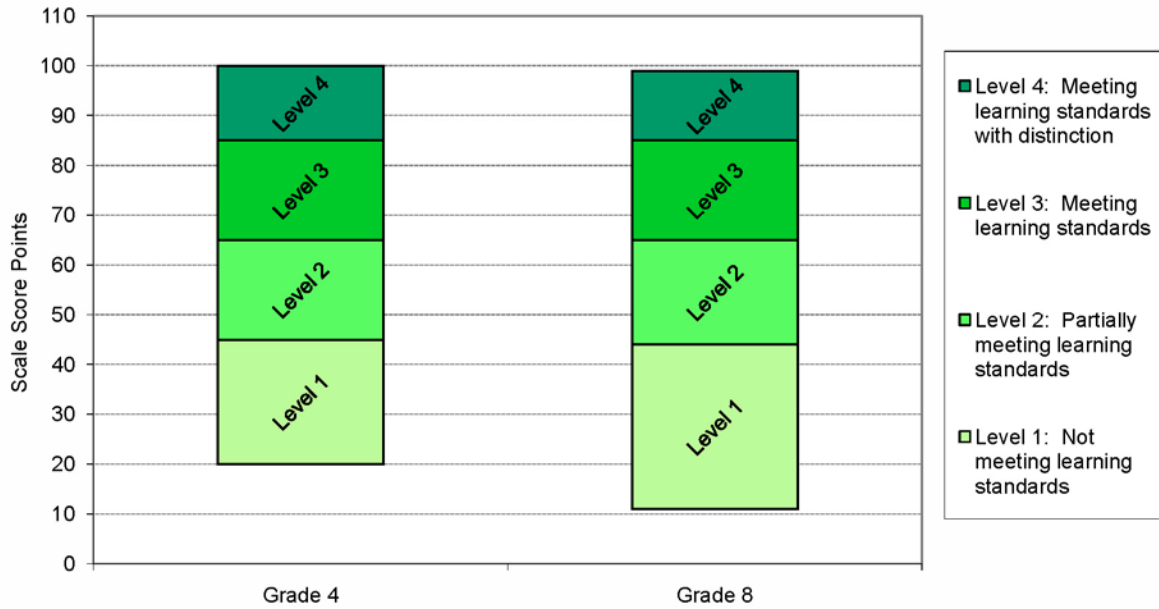 110
100
90
80
70
60
50
40
30
20
10
0
Scale Score Points
Level 4
Level 3
Level 2
Level 1
Level 4
Level 3
Level 2
Level 1
Grade 4
Grade 8
Level 4: Meeting
learning standards
with distinction
Level 3: Meeting
learning standards
Level 2: Partially
meeting learning
standards
Level 1: Not
meeting learning
standards